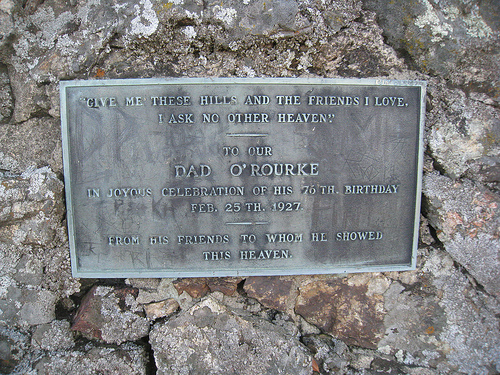 "GIVE ME THESE HILLS AND THE FRIENDS I LOVE.
I ASK NO OTHER HEAVEN."
TO OUR
DAD O'ROURKE
IN JOYOUS CELEBRATION OF HIS 76TH. BIRTHDAY
FEB. 25TH. 1927
FROM HIS FRIENDS TO WHOM HE SHOWED
THIS HEAVEN.